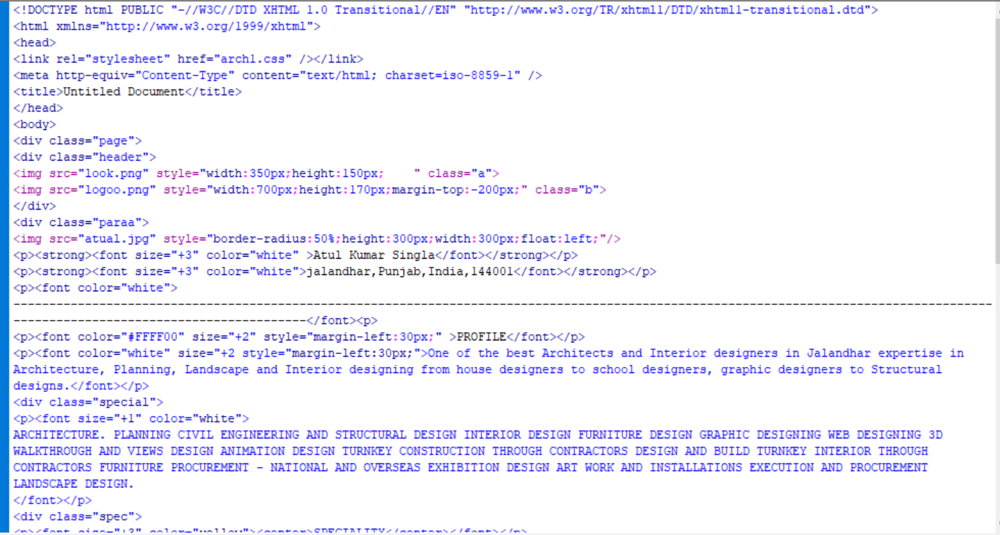 <!DOCTYPE html PUBLIC "-//W3C//DTD XHTML 1.0 Transitional//EN" "http://www.w3.org/TR/xhtml1/DTD/xhtml1-transitional.dtd">
<html xmlns="http://www.w3.org/1999/xhtml">
<head>
<link rel="stylesheet" href="arch1.css" /></link>
<meta http-equiv="Content-Type" content="text/html; charset=iso-8859-1" />
<title>Untitled Document</title>
</head>
<body>
<div class="page">
<div class="header">
<img src="look.png" style="width:350px;height:150px;    " class="a">
<img src="logoo.png" style="width:700px;height:170px;margin-top:-200px;" class="b">
</div>
<div class="paraa">
<img src="atual.jpg" style="border-radius:50%;height:300px;width:300px;float:left;"/>
<p><strong><font size="+3" color="white" >Atul Kumar Singla</font></strong></p>
<p><strong><font size="+3" color="white">jalandhar,Punjab,India,144001</font></strong></p>
<p><font color="white">
-----------------------------------------------------------------------------------------------------------------------------------------
-----------------------------------------</font><p>
<p><font color="#FFFF00" size="+2" style="margin-left:30px;" >PROFILE</font></p>
<p><font color="white" size="+2 style="margin-left:30px;">One of the best Architects and Interior designers in Jalandhar expertise in
Architecture, Planning, Landscape and Interior designing from house designers to school designers, graphic designers to Structural
designs.</font></p>
<div class="special">
<p><font size="+1" color="white">
ARCHITECTURE. PLANNING CIVIL ENGINEERING AND STRUCTURAL DESIGN INTERIOR DESIGN FURNITURE DESIGN GRAPHIC DESIGNING WEB DESIGNING 3D
WALKTHROUGH AND VIEWS DESIGN ANIMATION DESIGN TURNKEY CONSTRUCTION THROUGH CONTRACTORS DESIGN AND BUILD TURNKEY INTERIOR THROUGH
CONTRACTORS FURNITURE PROCUREMENT - NATIONAL AND OVERSEAS EXHIBITION DESIGN ART WORK AND INSTALLATIONS EXECUTION AND PROCUREMENT
LANDSCAPE DESIGN.
</font></p>
<div class="spec">
<p><font size="+3" color="yellow"><center>SPECIALITY</center></font></p>